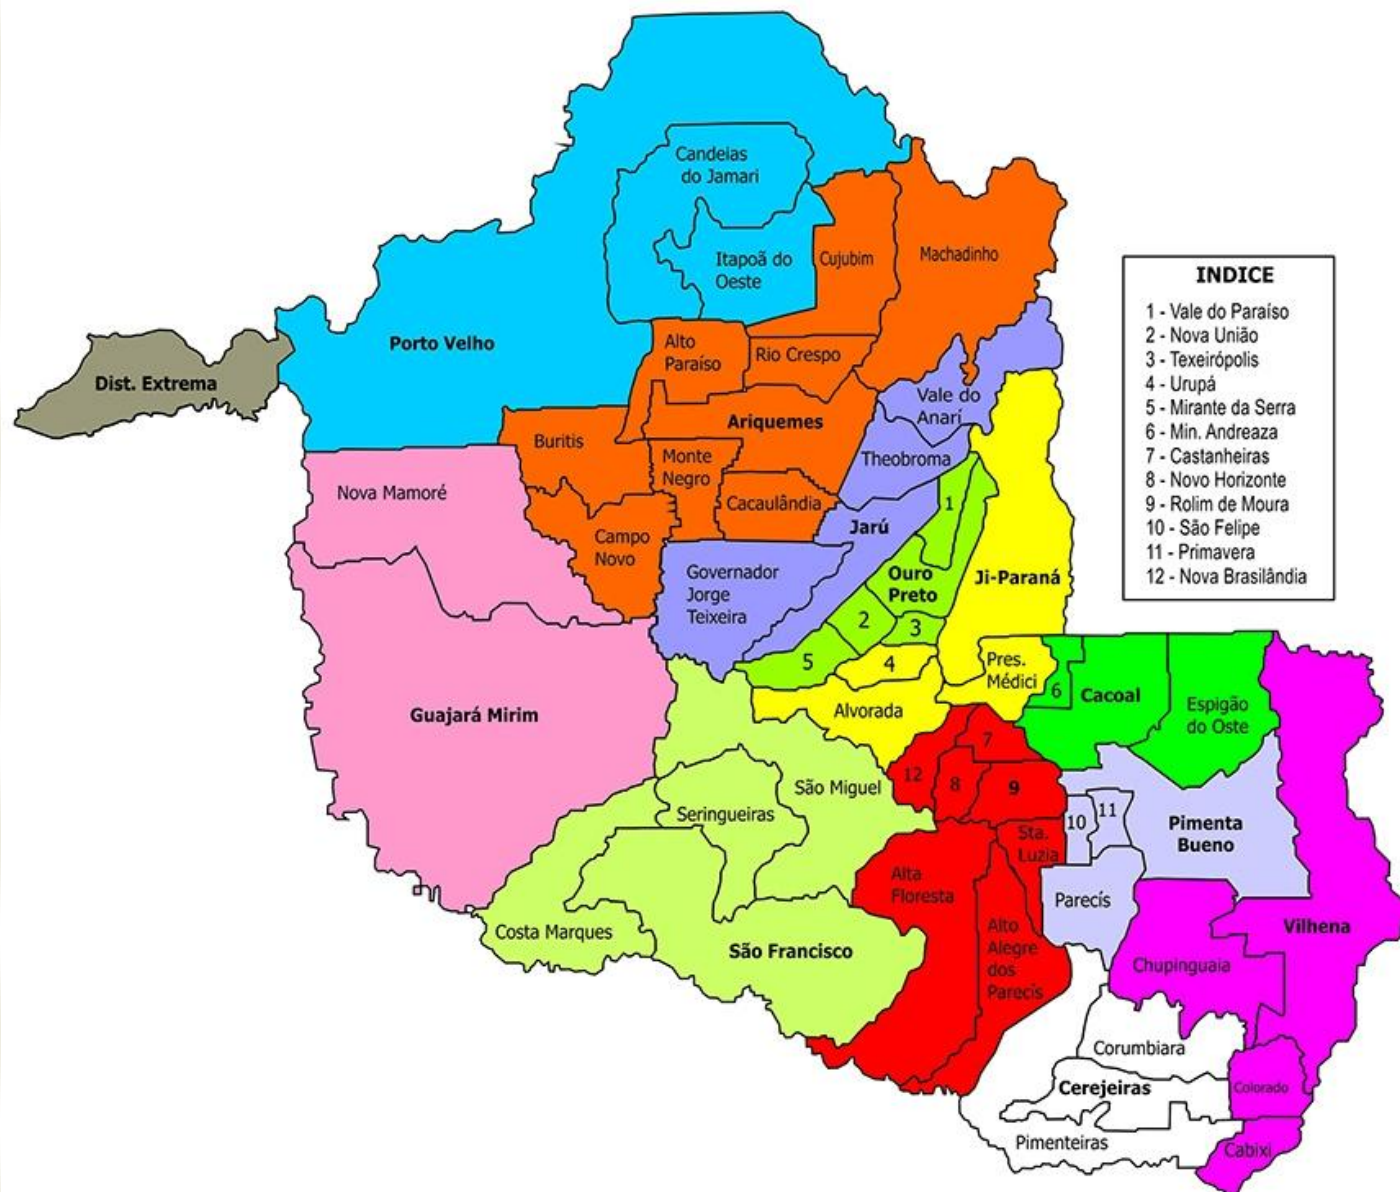 Candeias
do Jamari
Itapoã do
Oeste
Cujubim
Machadinho
Porto Velho
Dist. Extrema
Alto
Paraíso
Rio Crespo
Ariquemes
Buritis
Monte
Negro
Cacaulândia
Campo
Novo
Vale do
Anarí
Theobroma
Jarú
Governador
Jorge
Teixeira
Nova Mamoré
Guajará Mirim
1
Ouro
Preto
2
3
5
4
Ji-Paraná
Pres.
Médici
Alvorada
6
Cacoal
Espigão
do Oste
São Miguel
Seringueiras
Costa Marques
São Francisco
7
12
8
9
Sta.
Luzia
Alta
Floresta
Alto
Alegre
dos
Parecís
10
11
Pimenta
Bueno
Parecís
Vilhena
Chupinguaia
Corumbiara
Cerejeiras
Colorado
Pimenteiras
Cabixi
INDICE
1 - Vale do Paraíso
2 - Nova União
3 - Texeirópolis
4 - Urupá
5 - Mirante da Serra
6 - Min. Andreaza
7 - Castanheiras
8 - Novo Horizonte
9 - Rolim de Moura
10 - São Felipe
11 - Primavera
12 - Nova Brasilândia